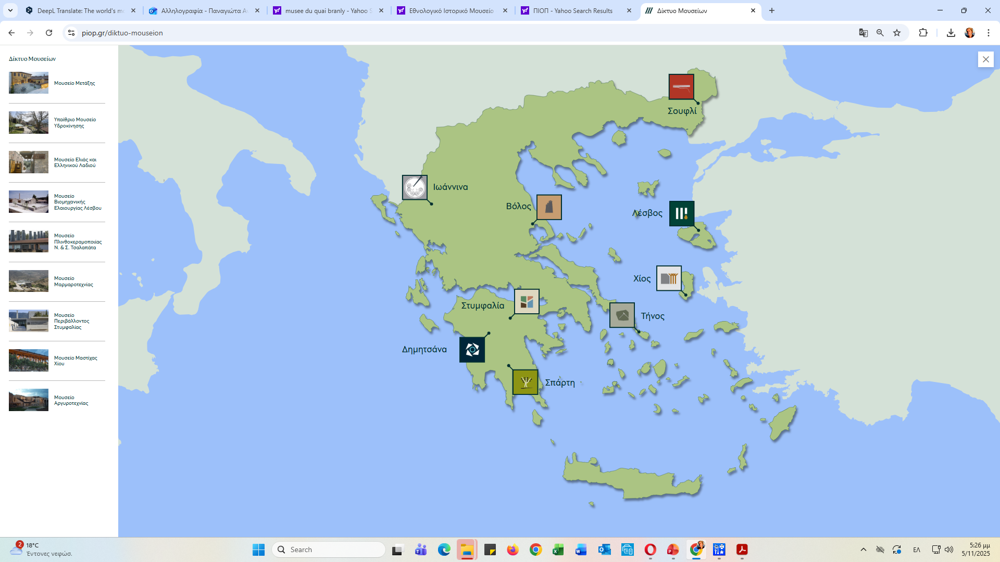 DeepL Translate: The world's mo
Αλληλογραφία - Παναγιώτα Αν
musee du quai branly - Yahoo S
Εθνολογικό Ιστορικό Μουσείο
ΠΙΟΠ - Yahoo Search Results
Δίκτυο Μουσείων
piop.gr/diktuo-mouseion
Δίκτυο Μουσείων
Μουσείο Μετάξης
Υπαίθριο Μουσείο
Υδροκίνησης
Μουσείο Ελιάς και
Ελληνικού Λαδιού
Μουσείο
Βιομηχανικής
Ελαιουργίας Λέσβου
Μουσείο
Πλινθοκεραμοποιίας
Ν. & Σ. Τσαλαπάτα
Μουσείο
Μαρμαροτεχνίας
Μουσείο
Περιβάλλοντος
Στυμφαλίας
Μουσείο Μαστίχας
Χίου
Μουσείο
Αργυροτεχνίας
Σουφλί
Ιωάννινα
Βόλος
Λέσβος
Χίος
Στυμφαλία
Τήνος
Δημητσάνα
Σπάρτη
2
18°C
Έντονες νεφώσ.
Search
ΕΛ
5:26 μμ
5/11/2025